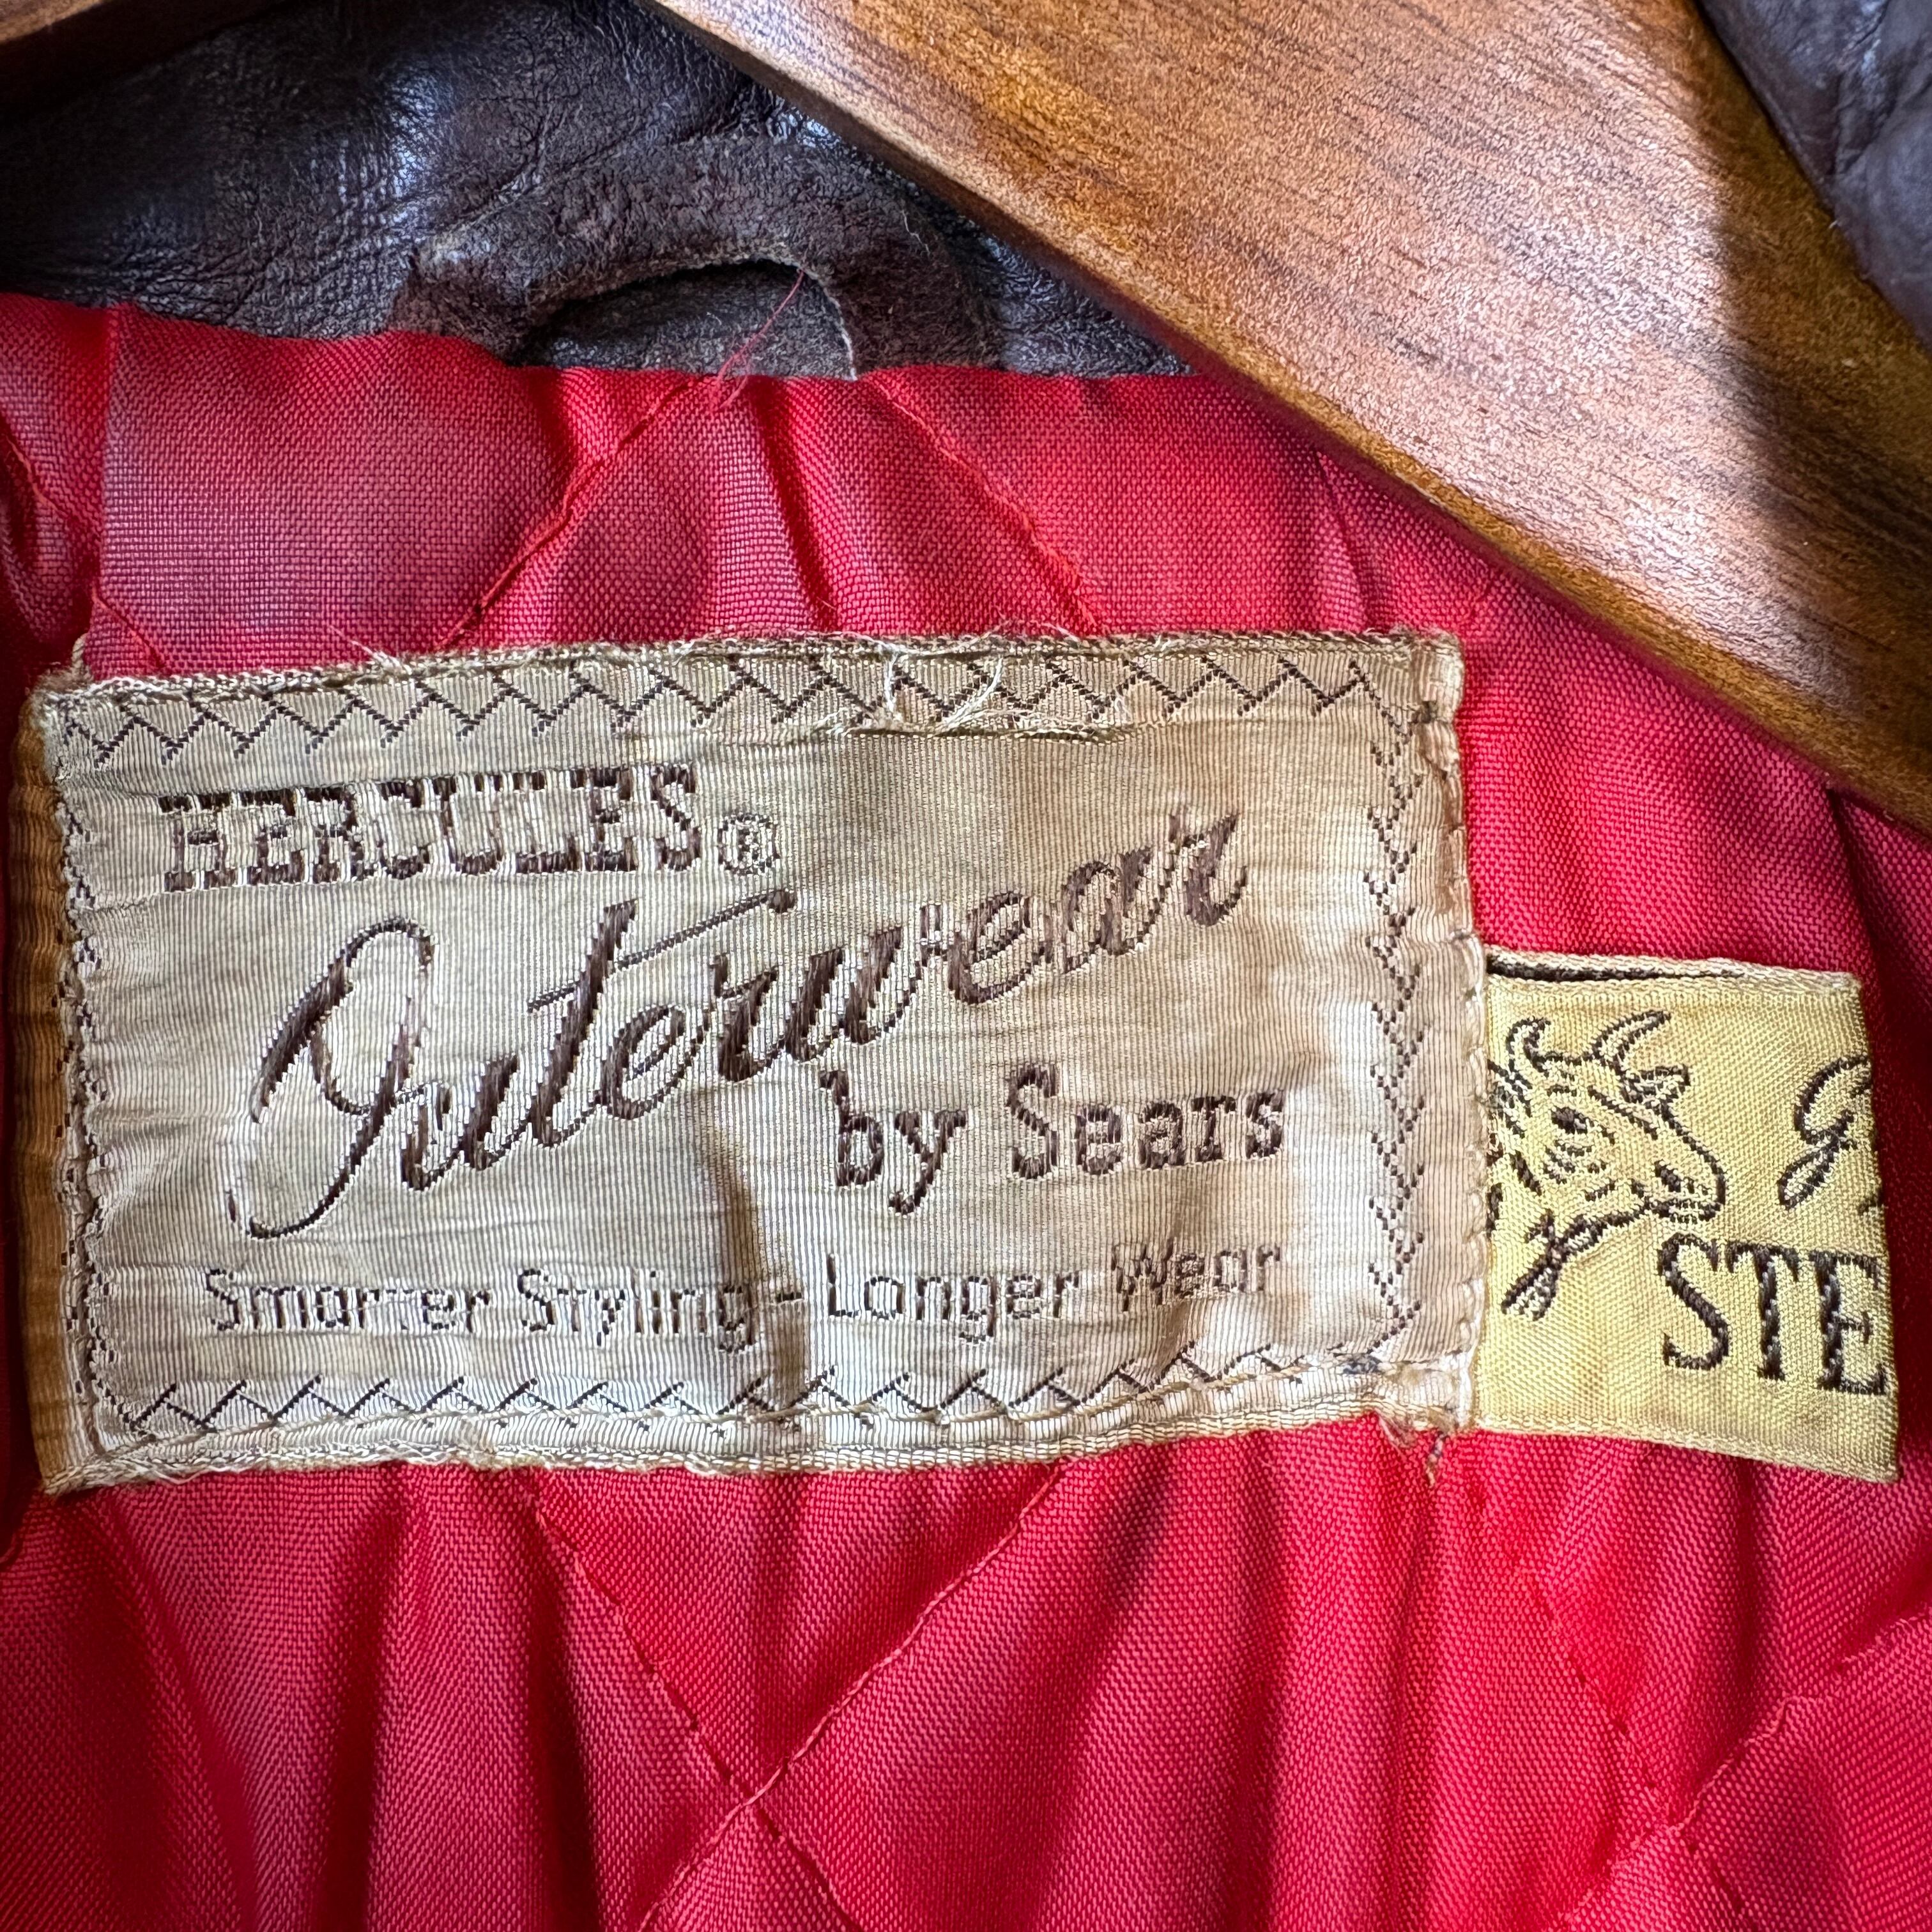 HERCULES®
Outerwear
by Sears
Smarter Styling - Longer Wear
G
STE